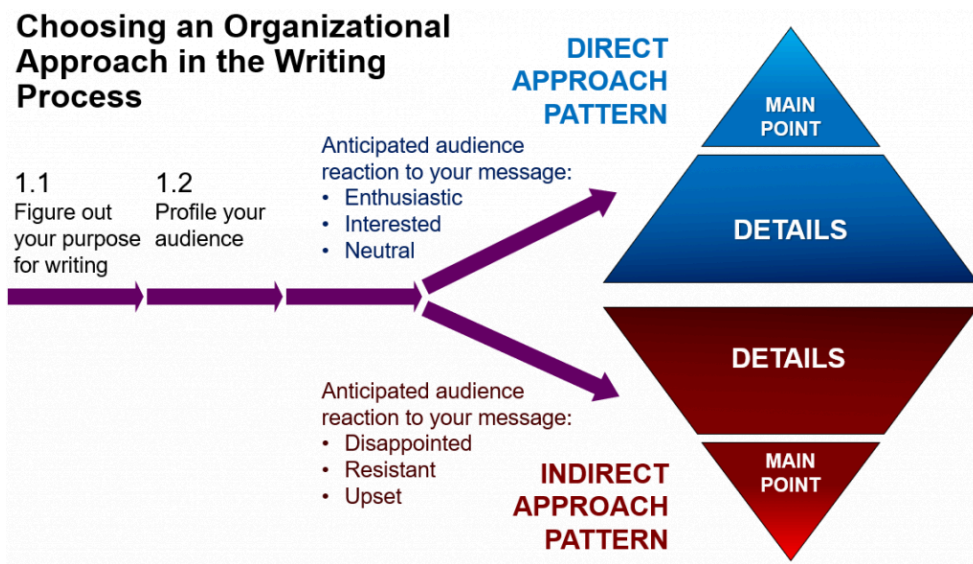 Choosing an Organizational
Approach in the Writing
Process
1.1
Figure out
your purpose
for writing
1.2
Profile your
audience
Anticipated audience
reaction to your message:
• Enthusiastic
• Interested
• Neutral
DIRECT
APPROACH
PATTERN
MAIN
POINT
DETAILS
Anticipated audience
reaction to your message:
• Disappointed
• Resistant
• Upset
INDIRECT
APPROACH
PATTERN
DETAILS
MAIN
POINT